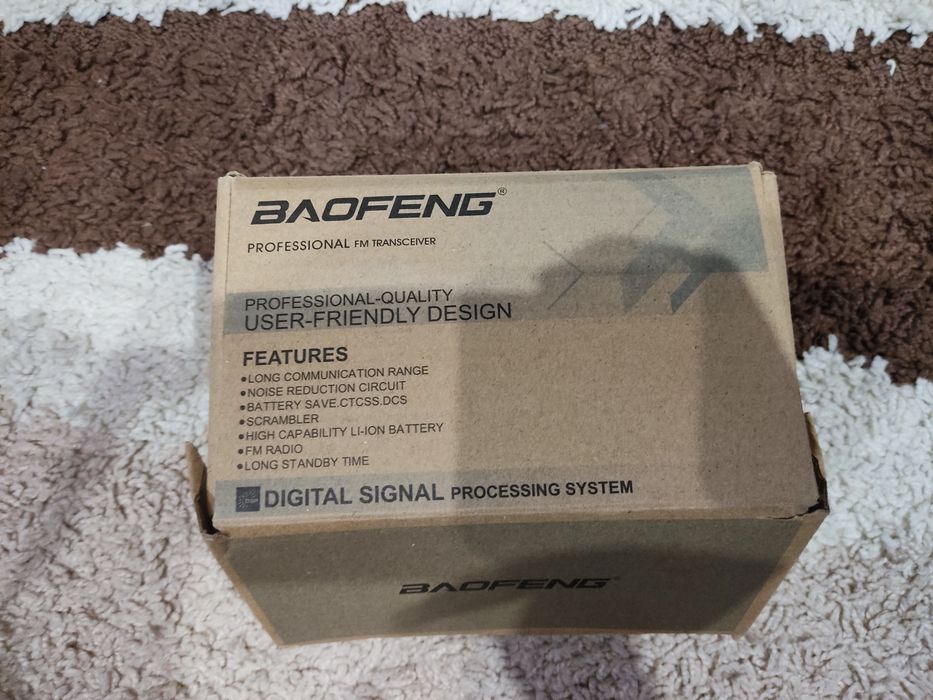 BAOFENG®
PROFESSIONAL FM TRANSCEIVER
PROFESSIONAL-QUALITY
USER-FRIENDLY DESIGN
FEATURES
•LONG COMMUNICATION RANGE
•NOISE REDUCTION CIRCUIT
•BATTERY SAVE.CTCSS.DCS
•SCRAMBLER
•HIGH CAPABILITY LI-ION BATTERY
•FM RADIO
•LONG STANDBY TIME
DSP DIGITAL SIGNAL PROCESSING SYSTEM
BAOFENG